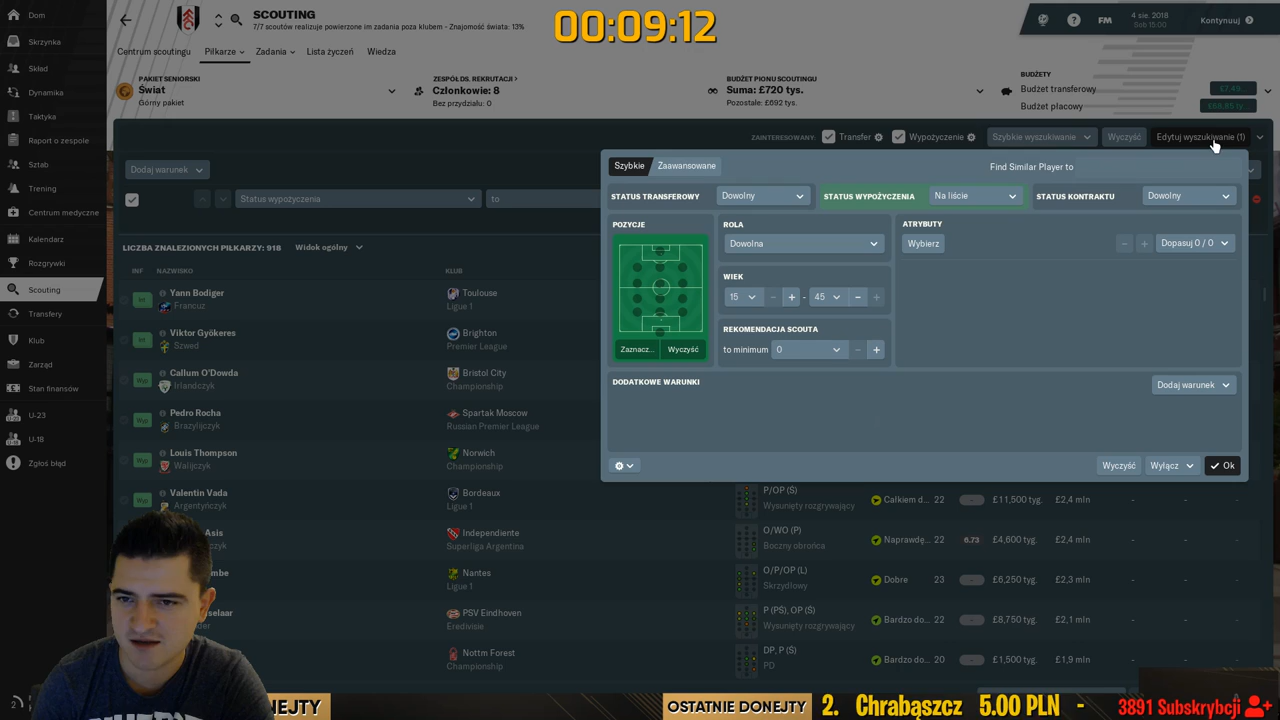 00:09:12
Dom
Skrzynka
Skład
Dynamika
Taktyka
Raport o zespole
Sztab
Trening
Centrum medyczne
Kalendarz
Rozgrywki
Scouting
Transfery
Klub
Zarząd
Stan finansów
U-23
U-18
Zgłoś błąd
SCOUTING
7/7 scoutów realizuje powierzone im zadania poza klubem - Znajomość świata: 13%
FM
4 sie. 2018
Sob 15:00
Kontynuuj
Centrum scoutingu
Piłkarze
Zadania
Lista życzeń
Wiedza
PAKIET SENIORSKI
Świat
Górny pakiet
ZESPÓŁ DS. REKRUTACJI >
Członkowie: 8
Bez przydziału: 0
BUDŻET PIONU SCOUTINGU
Suma: £720 tys.
Pozostałe: £692 tys.
BUDŻETY
Budżet transferowy
Budżet płacowy
ZAINTERESOWANY:
Transfer
Wypożyczenie
Szybkie wyszukiwanie
Wyczyść
Edytuj wyszukiwanie (1)
Dodaj warunek
Status wypożyczenia
to
LICZBA ZNALEZIONYCH PIŁKARZY: 918
Widok ogólny
INF NAZWISKO KLUB
Yann Bodiger
Francuz
Toulouse
Ligue 1
Viktor Gyökeres
Szwed
Brighton
Premier League
Wyp
Callum O'Dowda
Irlandczyk
Bristol City
Championship
Wyp
Pedro Rocha
Brazylijczyk
Spartak Moscow
Russian Premier League
Wyp
Louis Thompson
Walijczyk
Norwich
Championship
Wyp
Valentin Vada
Argentyńczyk
Bordeaux
Ligue 1
P/OP (Ś)
Wysunięty rozgrywający
Całkiem d... 22 - £11,500 tyg. £2,4 mln - - -
Asis
Independiente
Superliga Argentina
O/WO (P)
Boczny obrońca
Naprawdę... 22 6.73 £4,600 tyg. £2,4 mln - - -
Nantes
Ligue 1
O/P/OP (L)
Skrzydłowy
Dobre 23 - £6,250 tyg. £2,3 mln - - -
PSV Eindhoven
Eredivisie
P (PŚ), OP (Ś)
Wysunięty rozgrywający
Bardzo do... 22 - £8,750 tyg. £2,1 mln - - -
Nottm Forest
Championship
DP, P (Ś)
PD
Bardzo do... 20 - £1,500 tyg. £1,9 mln - - -
Szybkie
Zaawansowane
Find Similar Player to
STATUS TRANSFEROWY
Dowolny
STATUS WYPOŻYCZENIA
Na liście
STATUS KONTRAKTU
Dowolny
POZYCJE
Zaznacz...
Wyczyść
ROLA
Dowolna
WIEK
15 - + - 45 - +
REKOMENDACJA SCOUTA
to minimum 0 - +
ATRYBUTY
Wybierz
- + Dopasuj 0 / 0
DODATKOWE WARUNKI
Dodaj warunek
Wyczyść
Wyłącz
Ok
OSTATNIE DONEJTY
2. Chrabąszcz 5.00 PLN -
3891 Subskrybcji